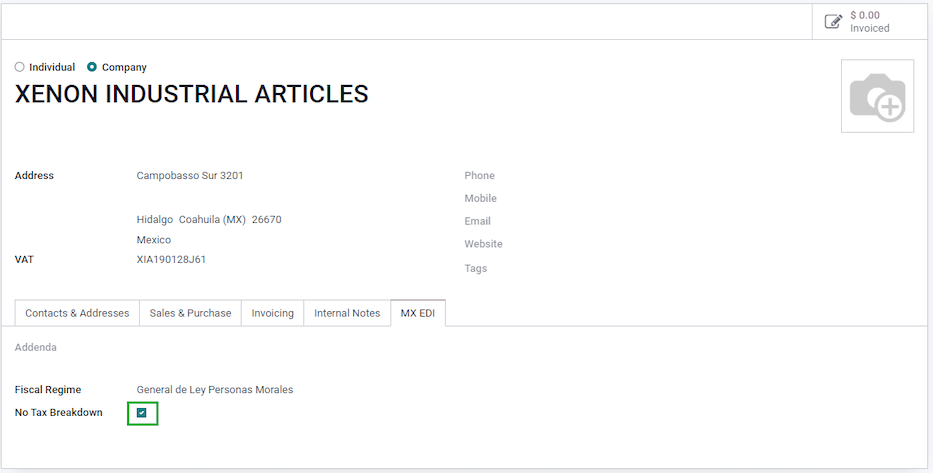 $ 0.00
Invoiced
Individual Company
XENON INDUSTRIAL ARTICLES
Address Campobasso Sur 3201 Phone
Mobile
Hidalgo Coahuila (MX) 26670 Email
Mexico Website
VAT XIA190128J61 Tags
Contacts & Addresses Sales & Purchase Invoicing Internal Notes MX EDI
Addenda
Fiscal Regime General de Ley Personas Morales
No Tax Breakdown